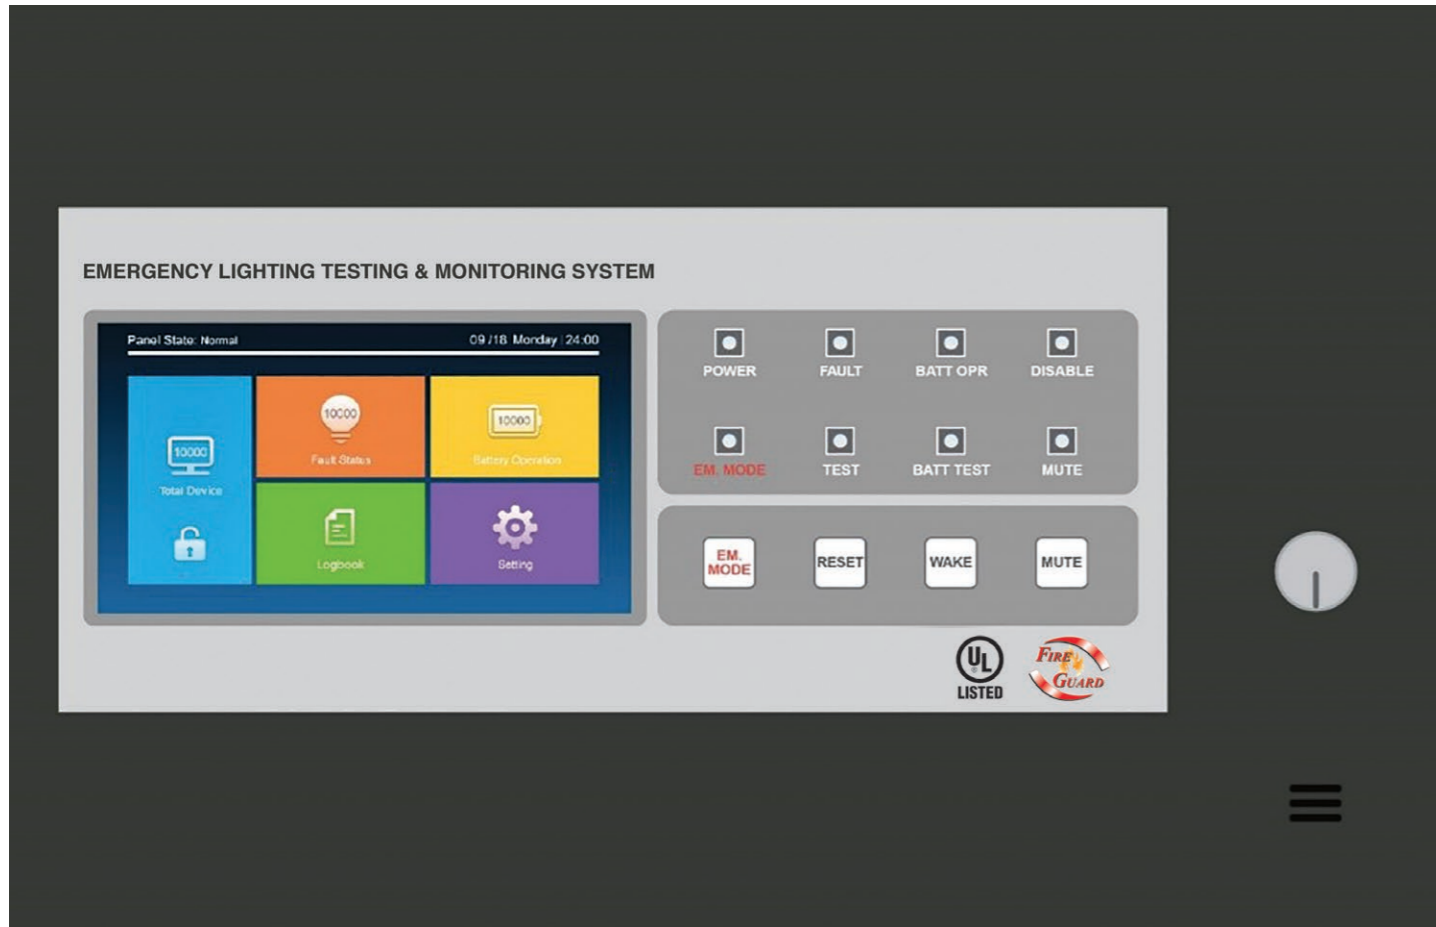 EMERGENCY LIGHTING TESTING & MONITORING SYSTEM
Panel State: Normal
09 /18 Monday | 24:00
10000
Total Device
10000
Fault Status
10000
Battery Operation
Logbook
Setting
POWER
FAULT
BATT OPR
DISABLE
EM. MODE
TEST
BATT TEST
MUTE
EM.
MODE
RESET
WAKE
MUTE
UL
LISTED
FIRE
GUARD